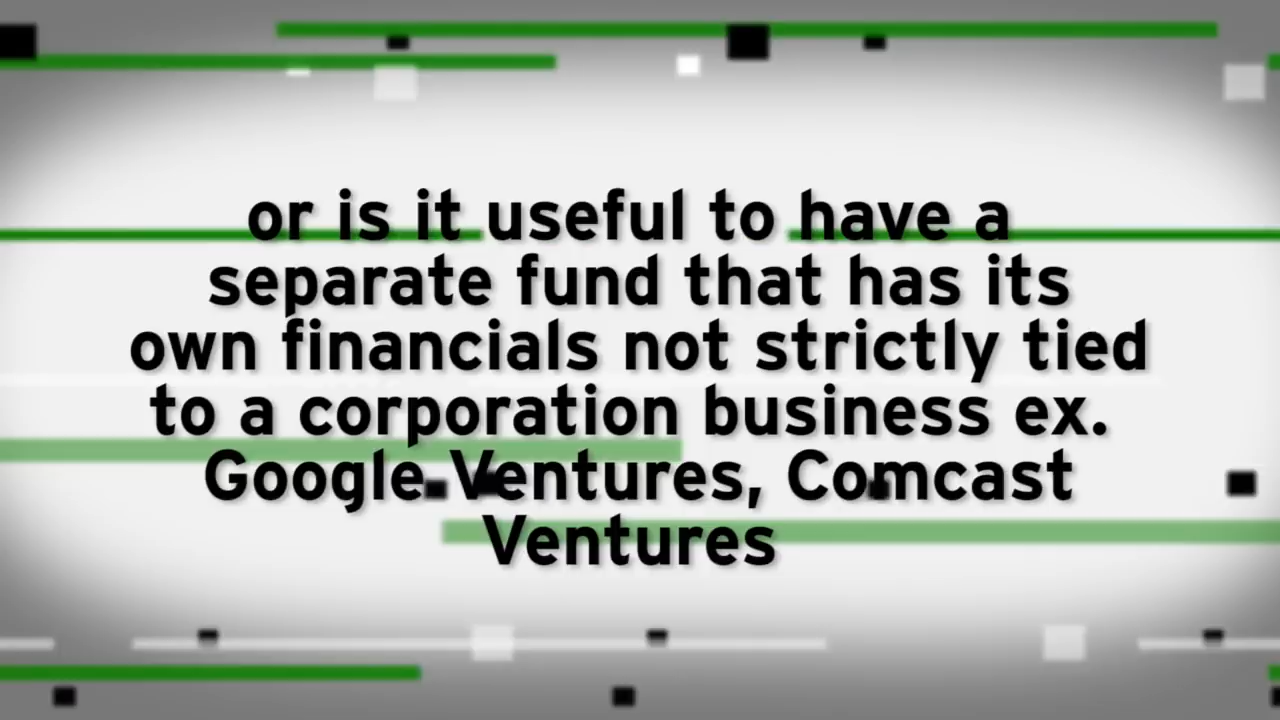 or is it useful to have a
separate fund that has its
own financials not strictly tied
to a corporation business ex.
Google Ventures, Comcast
Ventures